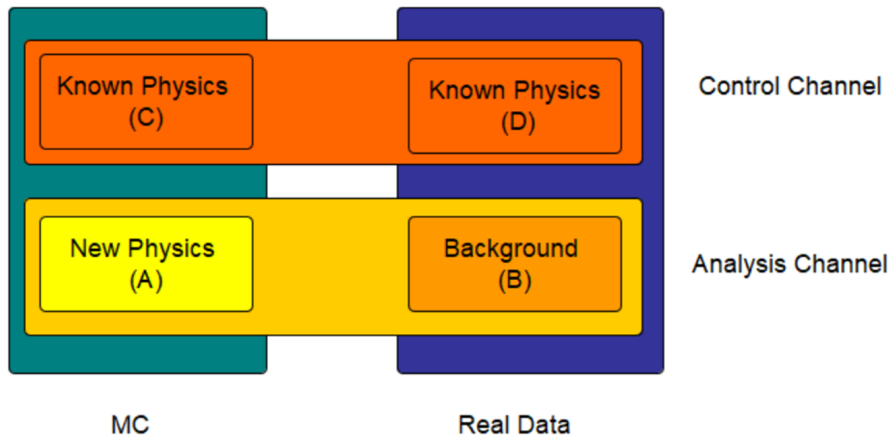 Known Physics
(C)
Known Physics
(D)
Control Channel
New Physics
(A)
Background
(B)
Analysis Channel
MC
Real Data